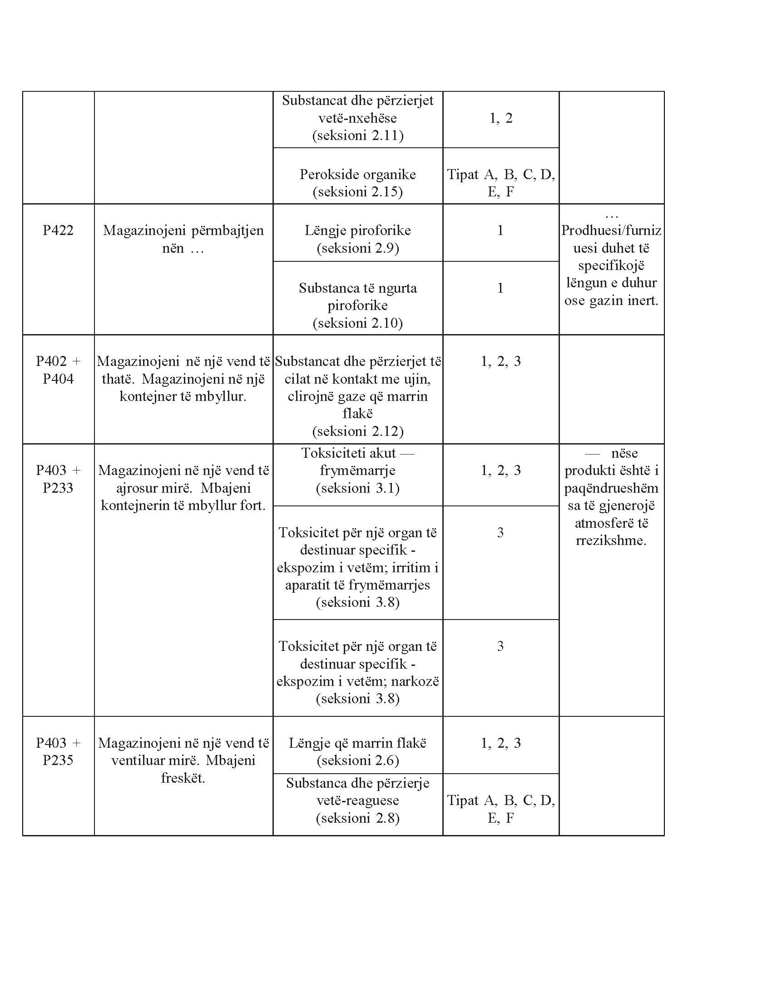 Substancat dhe përzierjet
vetë-nxehëse
(seksioni 2.11)
1, 2
Perokside organike
(seksioni 2.15)
Tipat A, B, C, D,
E, F
P422
Magazinojeni përmbajtjen
nën …
Lëngje piroforike
(seksioni 2.9)
1
…
Prodhuesi/furniz
uesi duhet të
specifikojë
lëngun e duhur
ose gazin inert.
Substanca të ngurta
piroforike
(seksioni 2.10)
1
P402 +
P404
Magazinojeni në një vend të
thatë. Magazinojeni në një
kontejner të mbyllur.
Substancat dhe përzierjet të
cilat në kontakt me ujin,
clirojnë gaze që marrin
flakë
(seksioni 2.12)
1, 2, 3
P403 +
P233
Magazinojeni në një vend të
ajrosur mirë. Mbajeni
kontejnerin të mbyllur fort.
Toksiciteti akut —
frymëmarrje
(seksioni 3.1)
1, 2, 3
— nëse
produkti është i
paqëndrueshëm
sa të gjenerojë
atmosferë të
rrezikshme.
Toksicitet për një organ të
destinuar specifik -
ekspozim i vetëm; irritim i
aparatit të frymëmarrjes
(seksioni 3.8)
3
Toksicitet për një organ të
destinuar specifik -
ekspozim i vetëm; narkozë
(seksioni 3.8)
3
P403 +
P235
Magazinojeni në një vend të
ventiluar mirë. Mbajeni
freskët.
Lëngje që marrin flakë
(seksioni 2.6)
1, 2, 3
Substanca dhe përzierje
vetë-reaguese
(seksioni 2.8)
Tipat A, B, C, D,
E, F